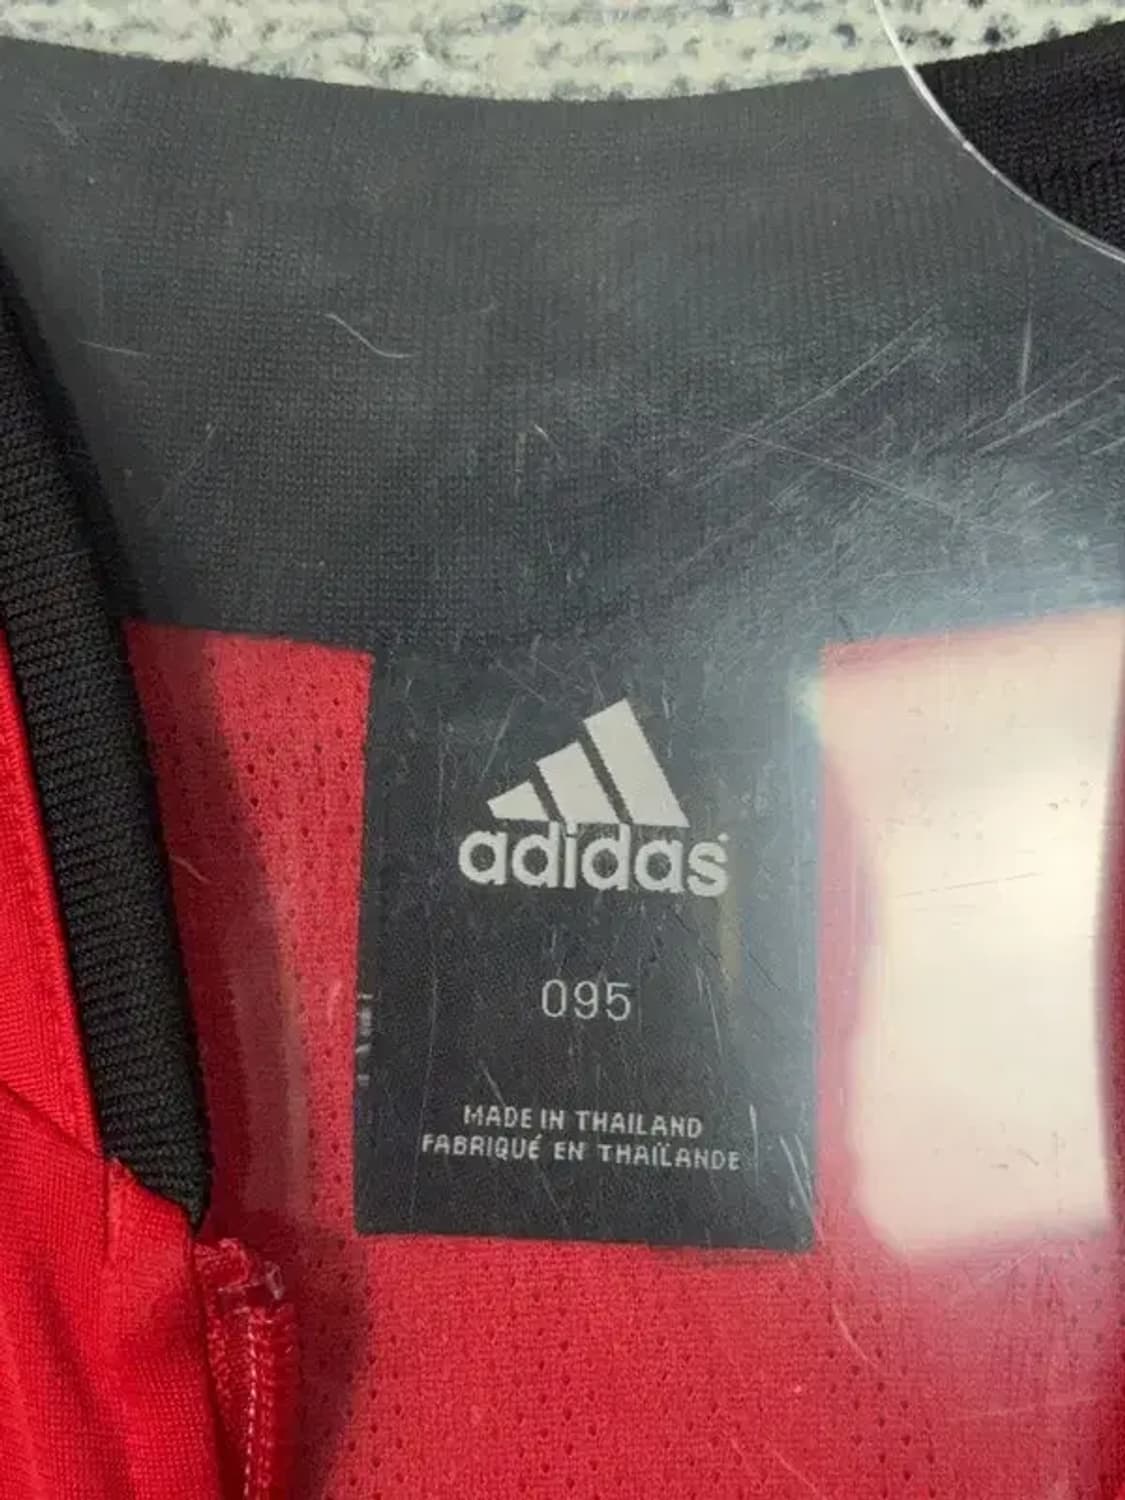 adidas
095
MADE IN THAILAND
FABRIQUÉ EN THAÏLANDE